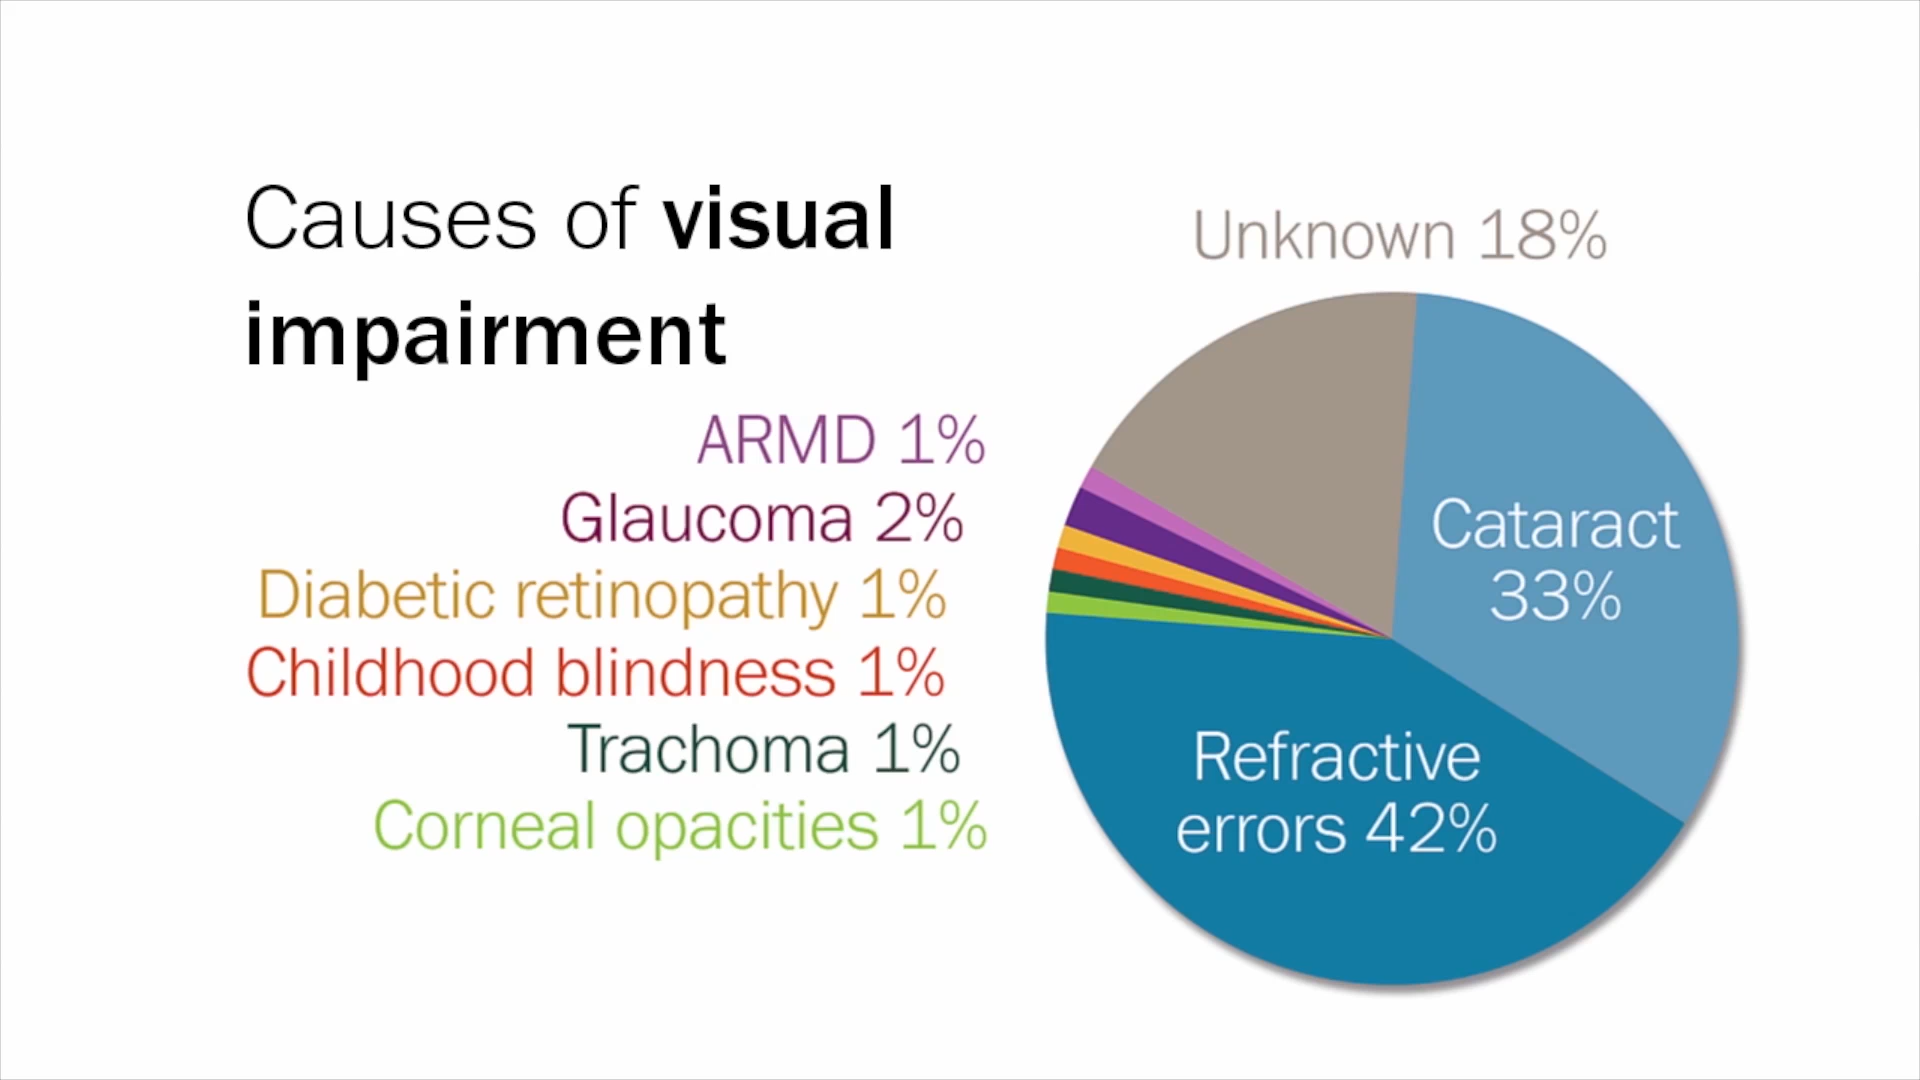 Causes of visual
impairment
Unknown 18%
ARMD 1%
Glaucoma 2%
Diabetic retinopathy 1%
Childhood blindness 1%
Trachoma 1%
Corneal opacities 1%
Cataract
33%
Refractive
errors 42%